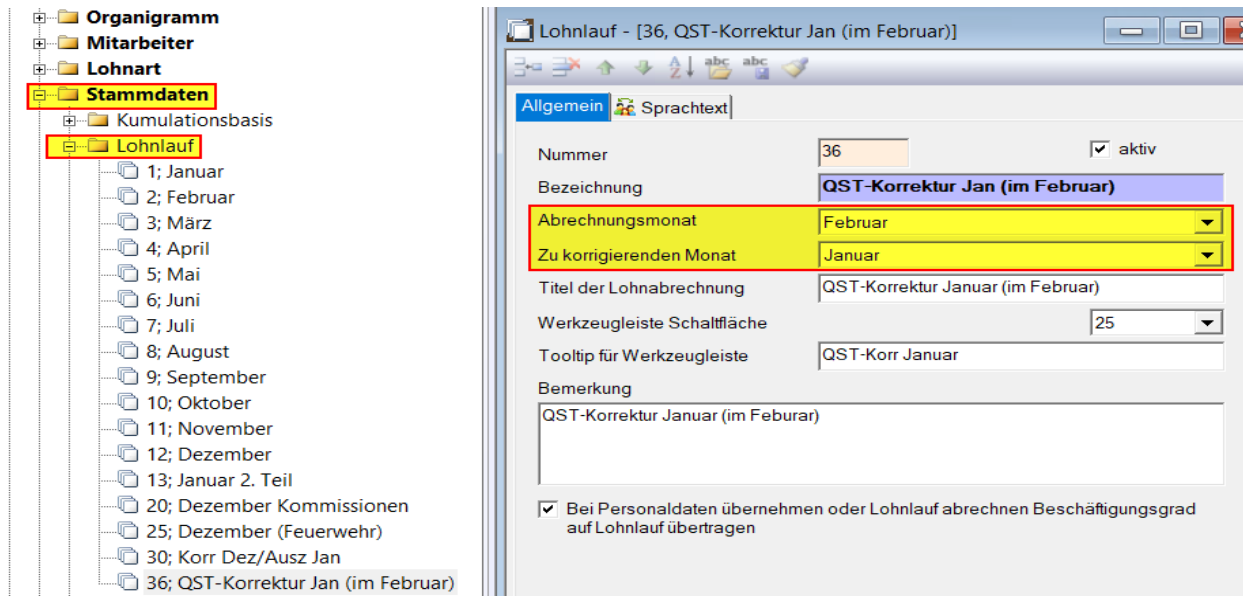 Organigramm
Mitarbeiter
Lohnart
Stammdaten
Kumulationsbasis
Lohnlauf
1; Januar
2; Februar
3; März
4; April
5; Mai
6; Juni
7; Juli
8; August
9; September
10; Oktober
11; November
12; Dezember
13; Januar 2. Teil
20; Dezember Kommissionen
25; Dezember (Feuerwehr)
30; Korr Dez/Ausz Jan
36; QST-Korrektur Jan (im Februar)
Lohnlauf - [36, QST-Korrektur Jan (im Februar)]
A Z abc abc
Allgemein Sprachtext
Nummer 36 aktiv
Bezeichnung QST-Korrektur Jan (im Februar)
Abrechnungsmonat Februar
Zu korrigierenden Monat Januar
Titel der Lohnabrechnung QST-Korrektur Januar (im Februar)
Werkzeugleiste Schaltfläche 25
Tooltip für Werkzeugleiste QST-Korr Januar
Bemerkung
QST-Korrektur Januar (im Feburar)
Bei Personaldaten übernehmen oder Lohnlauf abrechnen Beschäftigungsgrad
auf Lohnlauf übertragen